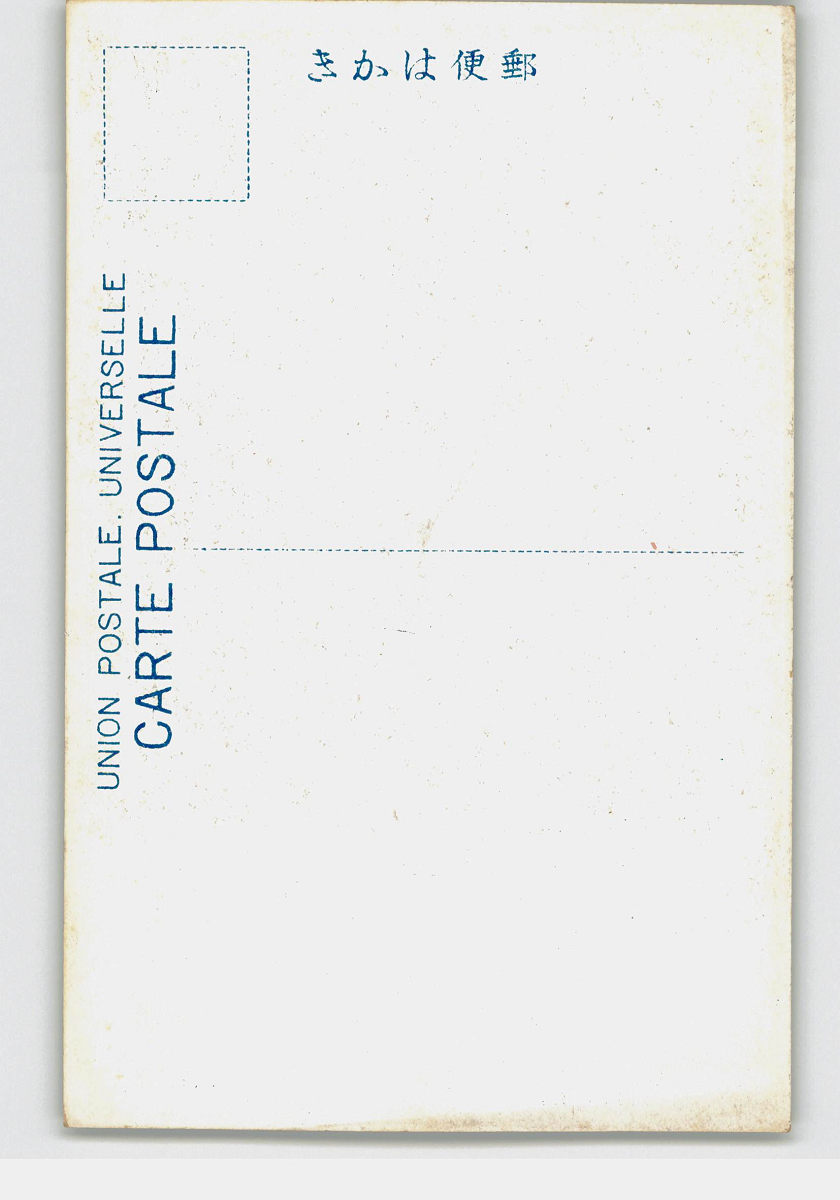 きかは便郵
UNION POSTALE. UNIVERSELLE
CARTE POSTALE